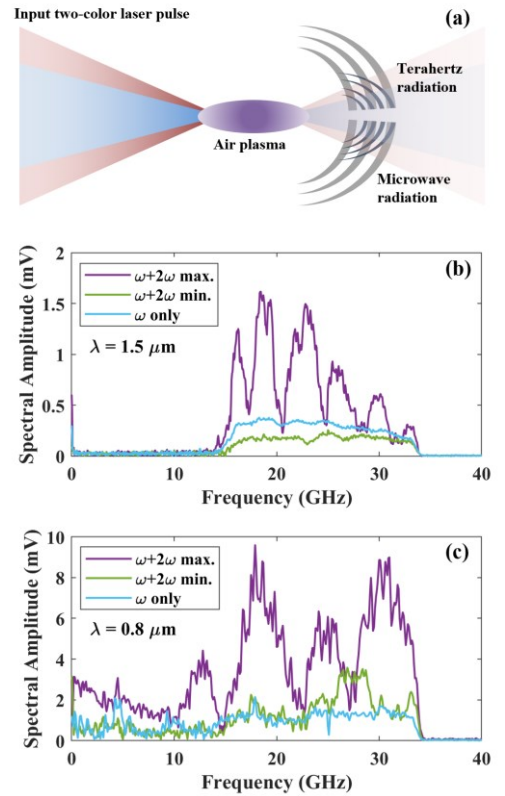 Input two-color laser pulse
(a)
Terahertz
radiation
Air plasma
Microwave
radiation
(b)
ω+2ω max.
ω+2ω min.
ω only
λ = 1.5 μm
Spectral Amplitude (mV)
2
1.5
1
0.5
0
0 10 20 30 40
Frequency (GHz)
(c)
ω+2ω max.
ω+2ω min.
ω only
λ = 0.8 μm
Spectral Amplitude (mV)
10
8
6
4
2
0
0 10 20 30 40
Frequency (GHz)